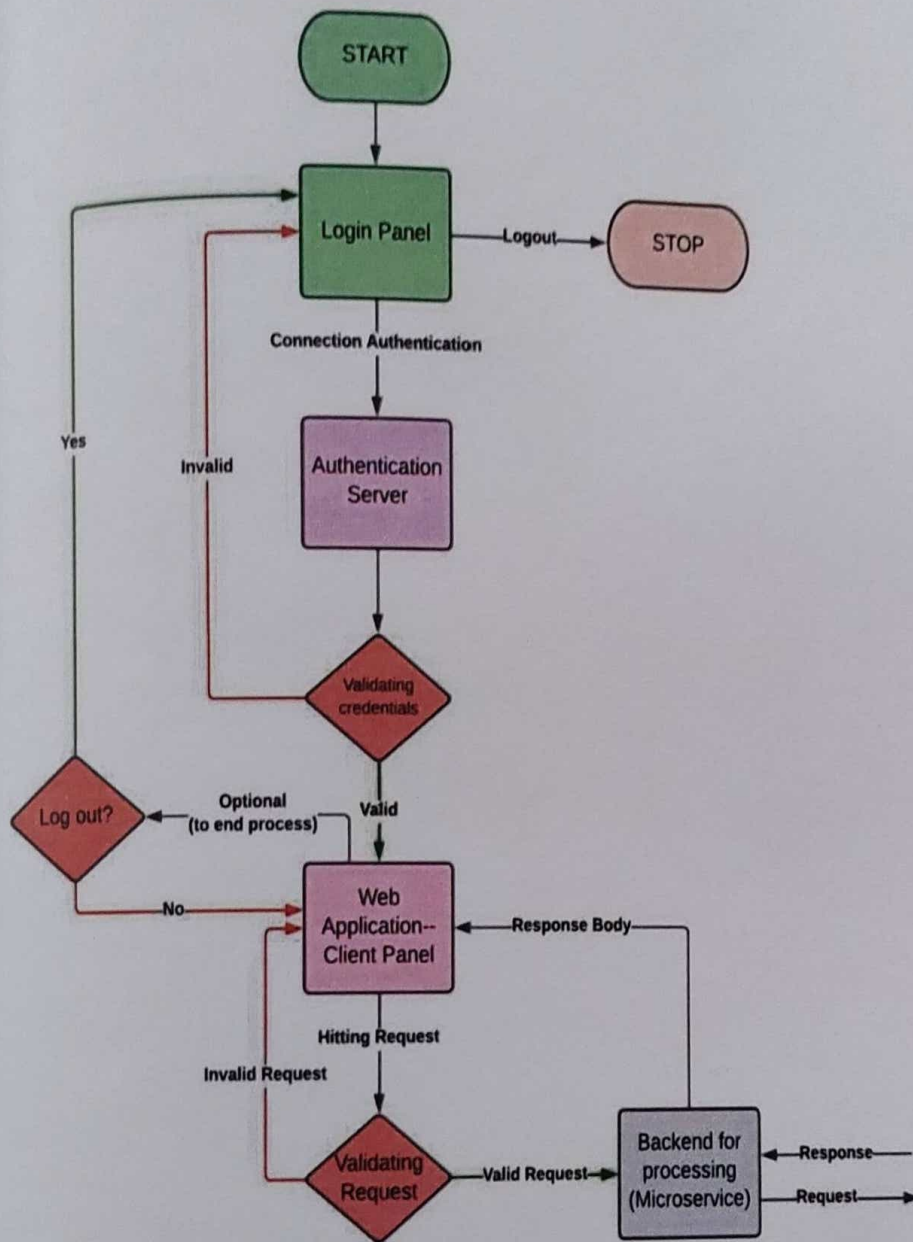 START
Login Panel
Logout
STOP
Connection Authentication
Yes
Invalid
Authentication
Server
Validating
credentials
Log out?
Optional
(to end process)
Valid
No
Web
Application--
Client Panel
Response Body
Hitting Request
Invalid Request
Validating
Request
Valid Request
Backend for
processing
(Microservice)
Response
Request